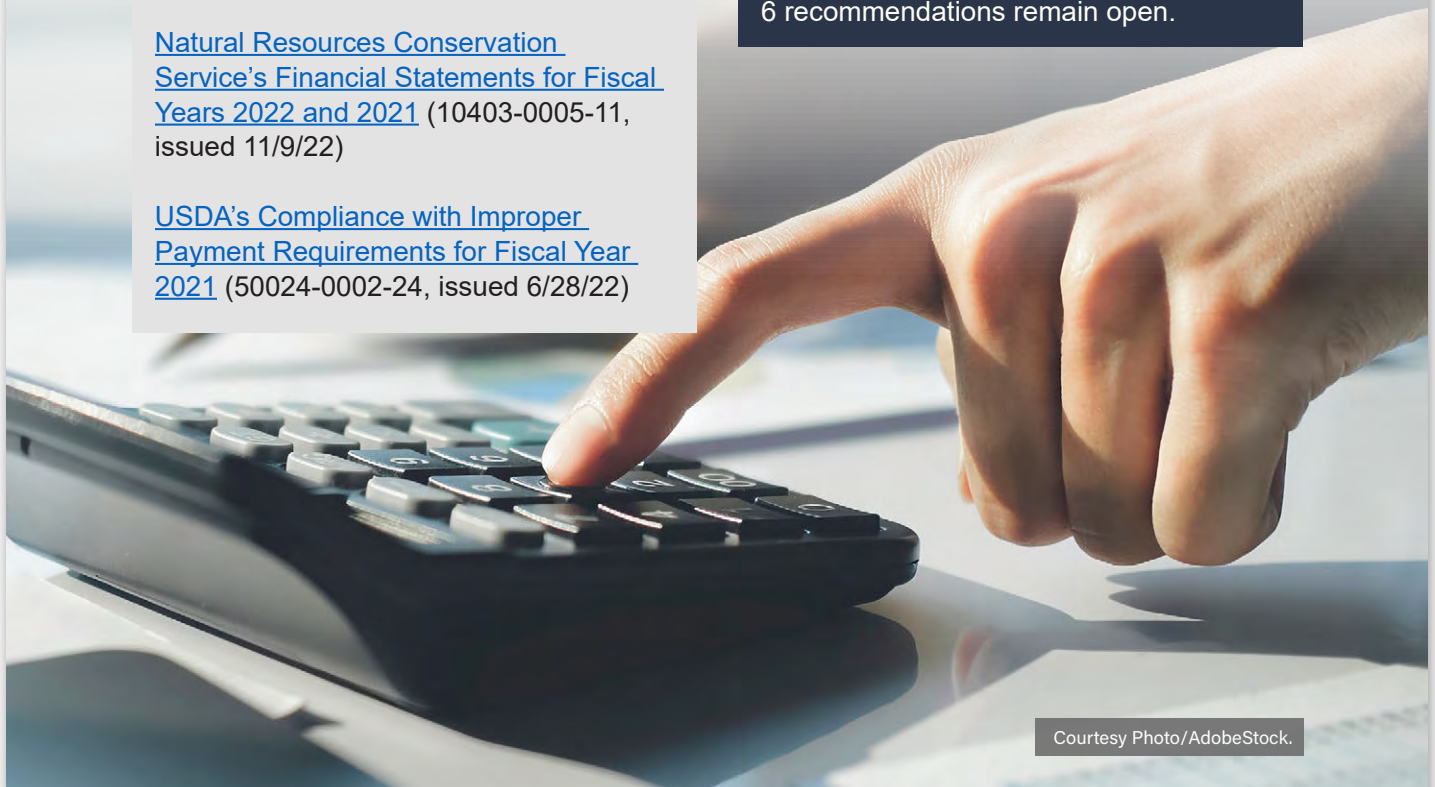 Natural Resources Conservation
Service’s Financial Statements for Fiscal
Years 2022 and 2021 (10403-0005-11,
issued 11/9/22)
USDA’s Compliance with Improper
Payment Requirements for Fiscal Year
2021 (50024-0002-24, issued 6/28/22)
6 recommendations remain open.
Courtesy Photo/AdobeStock.